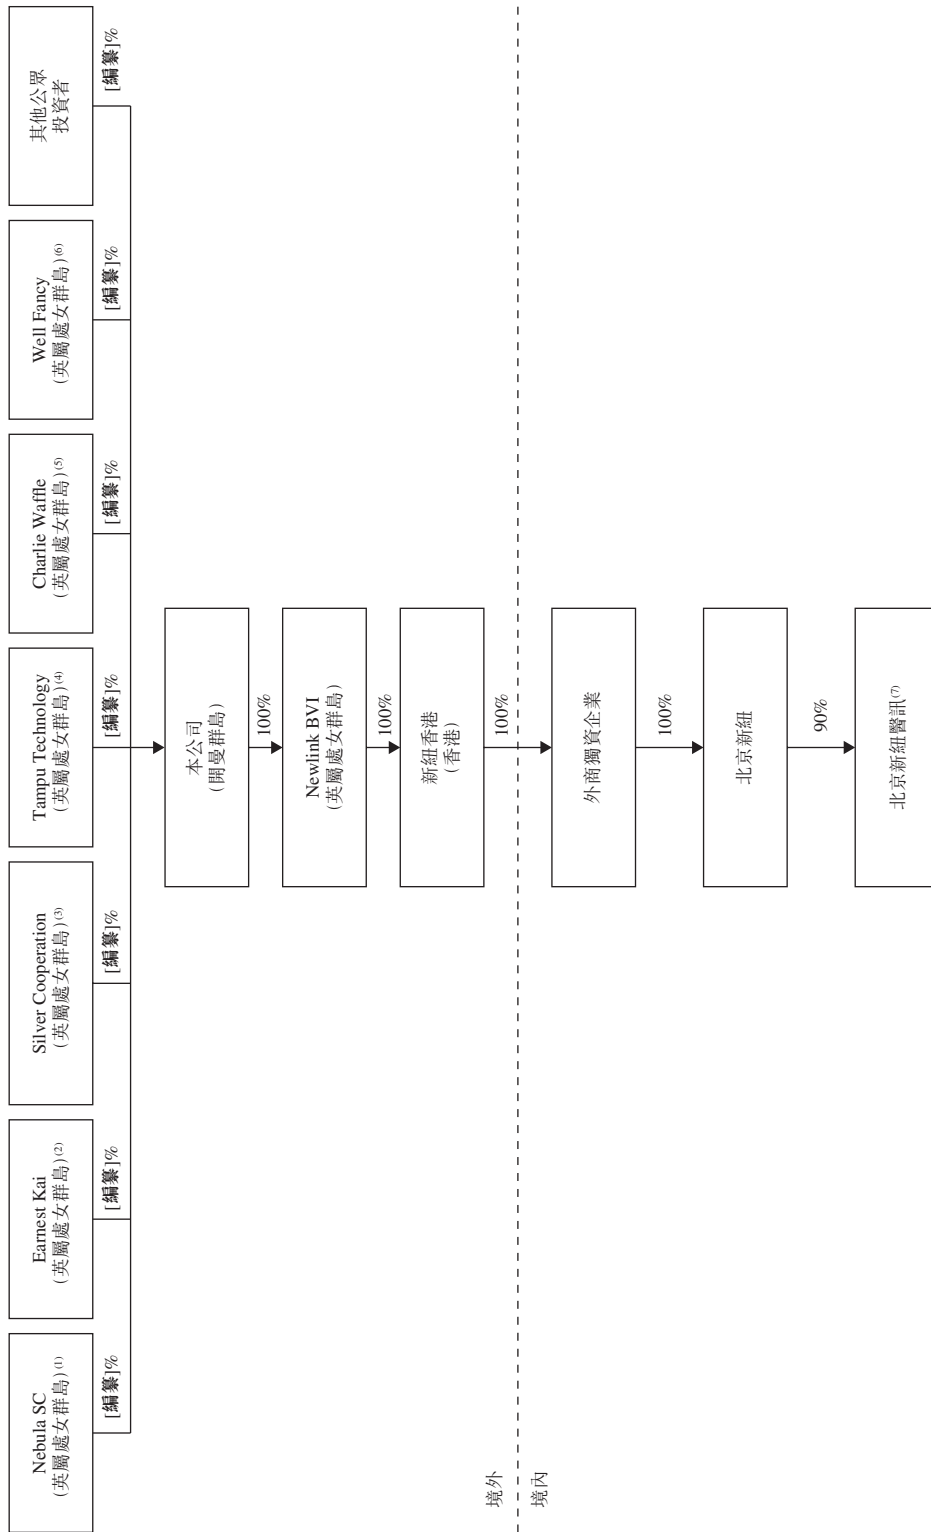 Nebula SC
(英屬處女群島)(1)
Earnest Kai
(英屬處女群島)(2)
Silver Cooperation
(英屬處女群島)(3)
Tampu Technology
(英屬處女群島)(4)
Charlie Waffle
(英屬處女群島)(5)
Well Fancy
(英屬處女群島)(6)
其他公眾
投資者
[編纂]%
[編纂]%
[編纂]%
[編纂]%
[編纂]%
[編纂]%
[編纂]%
本公司
(開曼群島)
100%
Newlink BVI
(英屬處女群島)
100%
新紐香港
(香港)
100%
境外
境內
外商獨資企業
100%
北京新紐
90%
北京新紐醫訊(7)